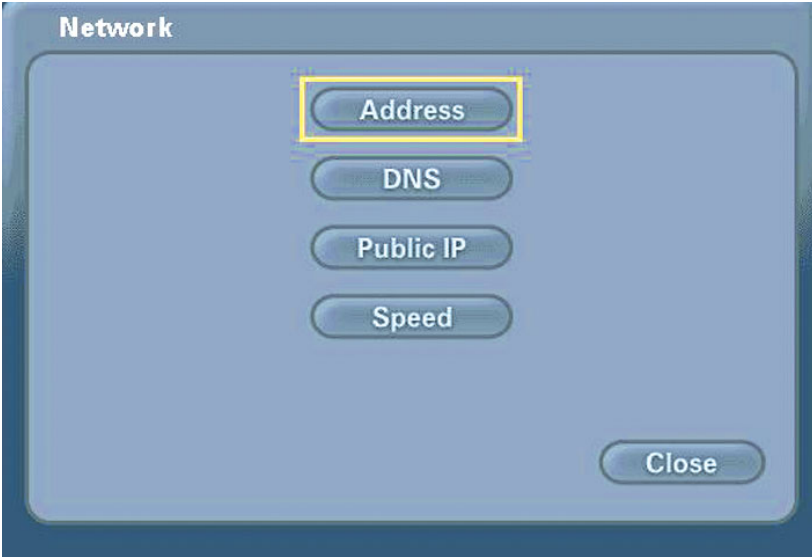 Network
Address
DNS
Public IP
Speed
Close